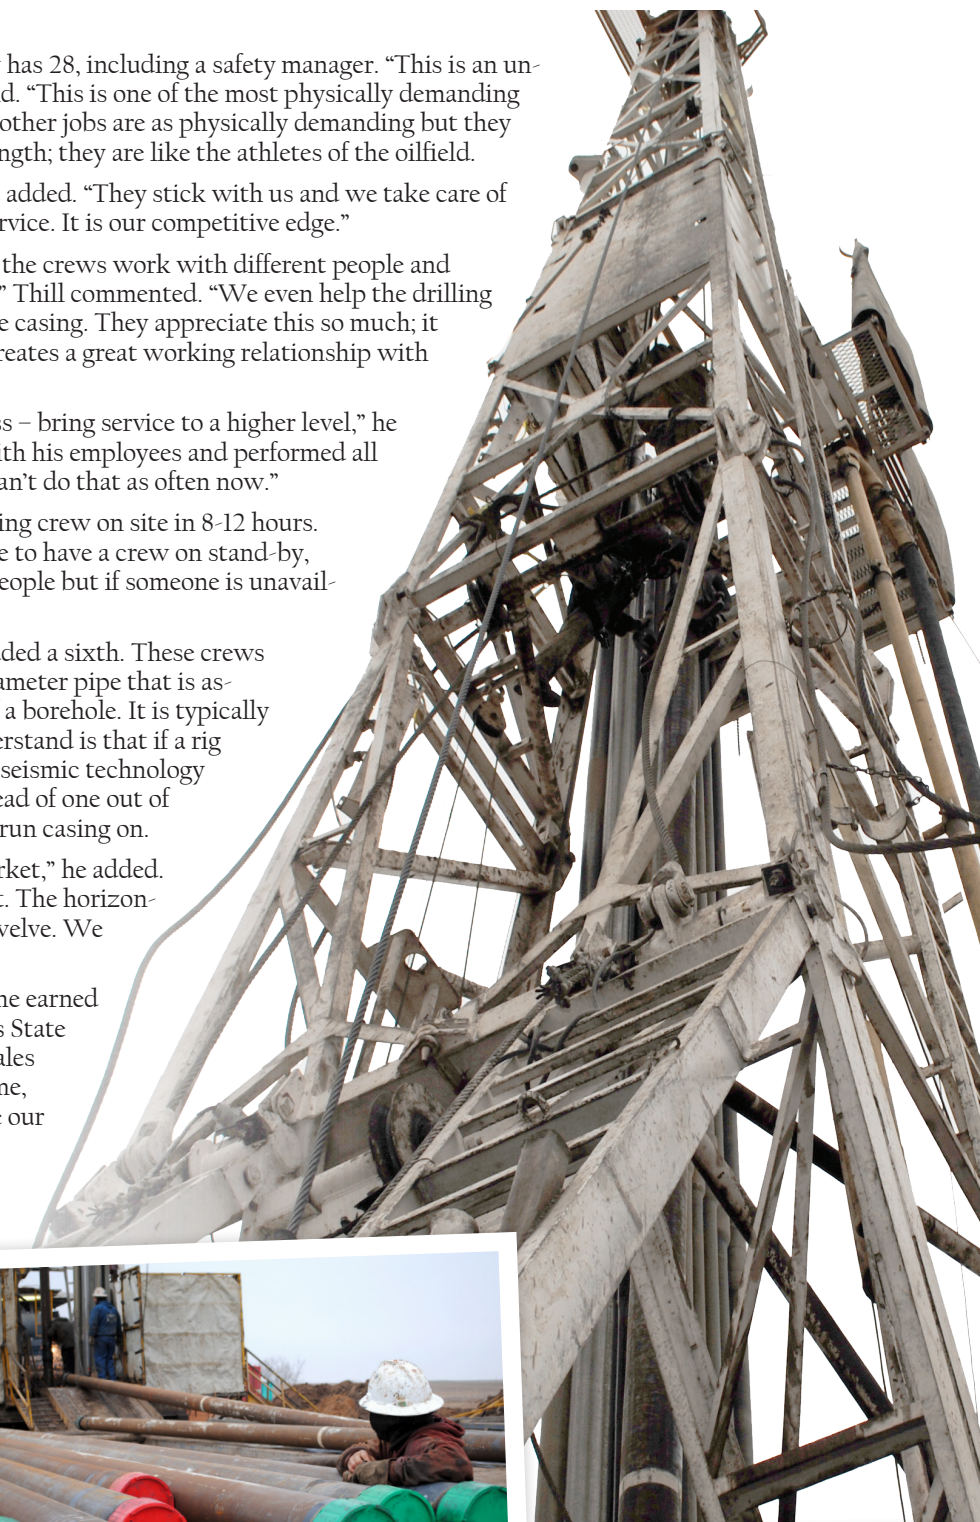 has 28, including a safety manager. “This is an un-
d. “This is one of the most physically demanding
other jobs are as physically demanding but they
ngth; they are like the athletes of the oilfield.
added. “They stick with us and we take care of
rvice. It is our competitive edge.”
the crews work with different people and
” Thill commented. “We even help the drilling
e casing. They appreciate this so much; it
reates a great working relationship with
s – bring service to a higher level,” he
ith his employees and performed all
an’t do that as often now.”
ing crew on site in 8-12 hours.
e to have a crew on stand-by,
eople but if someone is unavail-
ded a sixth. These crews
ameter pipe that is as-
a borehole. It is typically
erstand is that if a rig
seismic technology
ead of one out of
run casing on.
rket,” he added.
t. The horizon-
welve. We
he earned
s State
ales
me,
our